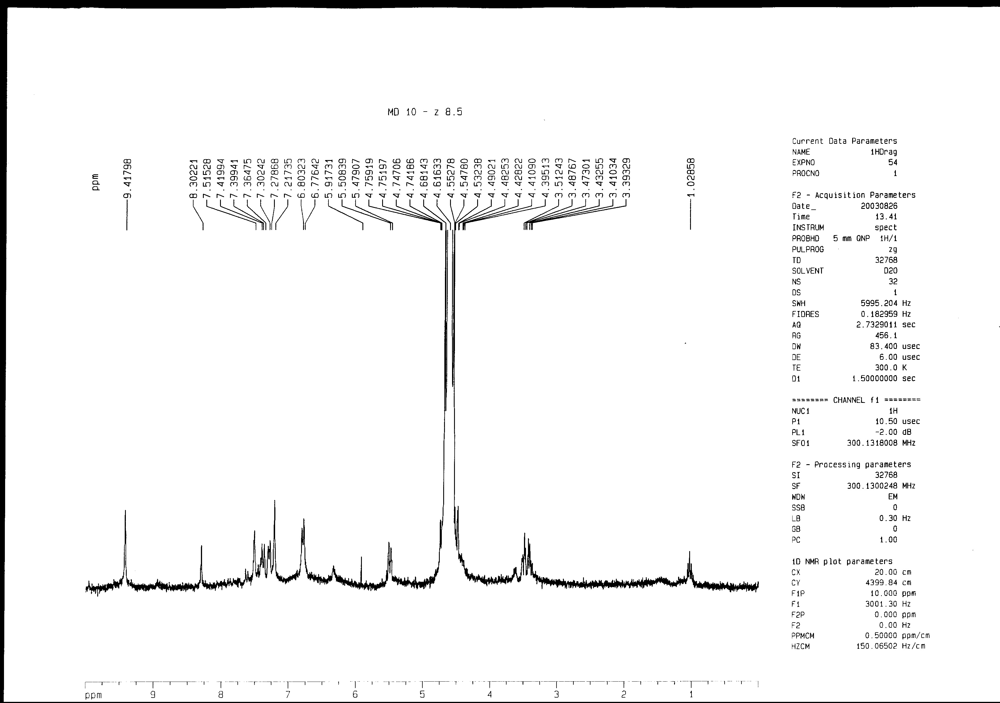 MD 10 - z 8.5
ppm
9.41798
8.30221
7.51528
7.41994
7.39941
7.36475
7.30242
7.27868
7.21735
6.80323
6.77642
5.91731
5.50839
5.47907
4.75919
4.75197
4.74706
4.74186
4.68143
4.61633
4.55278
4.54780
4.53238
4.49021
4.48253
4.42822
4.41090
4.39513
3.51243
3.48767
3.47301
3.43255
3.41034
3.39329
1.02858
Current Data Parameters
NAME 1HDrag
EXPNO 54
PROCNO 1
F2 - Acquisition Parameters
Date_ 20030826
Time 13.41
INSTRUM spect
PROBHD 5 mm QNP 1H/1
PULPROG zg
TD 32768
SOLVENT D2O
NS 32
DS 1
SWH 5995.204 Hz
FIDRES 0.182959 Hz
AQ 2.7329011 sec
RG 456.1
DW 83.400 usec
DE 6.00 usec
TE 300.0 K
D1 1.50000000 sec
======== CHANNEL f1 ========
NUC1 1H
P1 10.50 usec
PL1 -2.00 dB
SFO1 300.1318008 MHz
F2 - Processing parameters
SI 32768
SF 300.1300248 MHz
WDW EM
SSB 0
LB 0.30 Hz
GB 0
PC 1.00
1D NMR plot parameters
CX 20.00 cm
CY 4399.84 cm
F1P 10.000 ppm
F1 3001.30 Hz
F2P 0.000 ppm
F2 0.00 Hz
PPMCM 0.50000 ppm/cm
HZCM 150.06502 Hz/cm
ppm 9 8 7 6 5 4 3 2 1